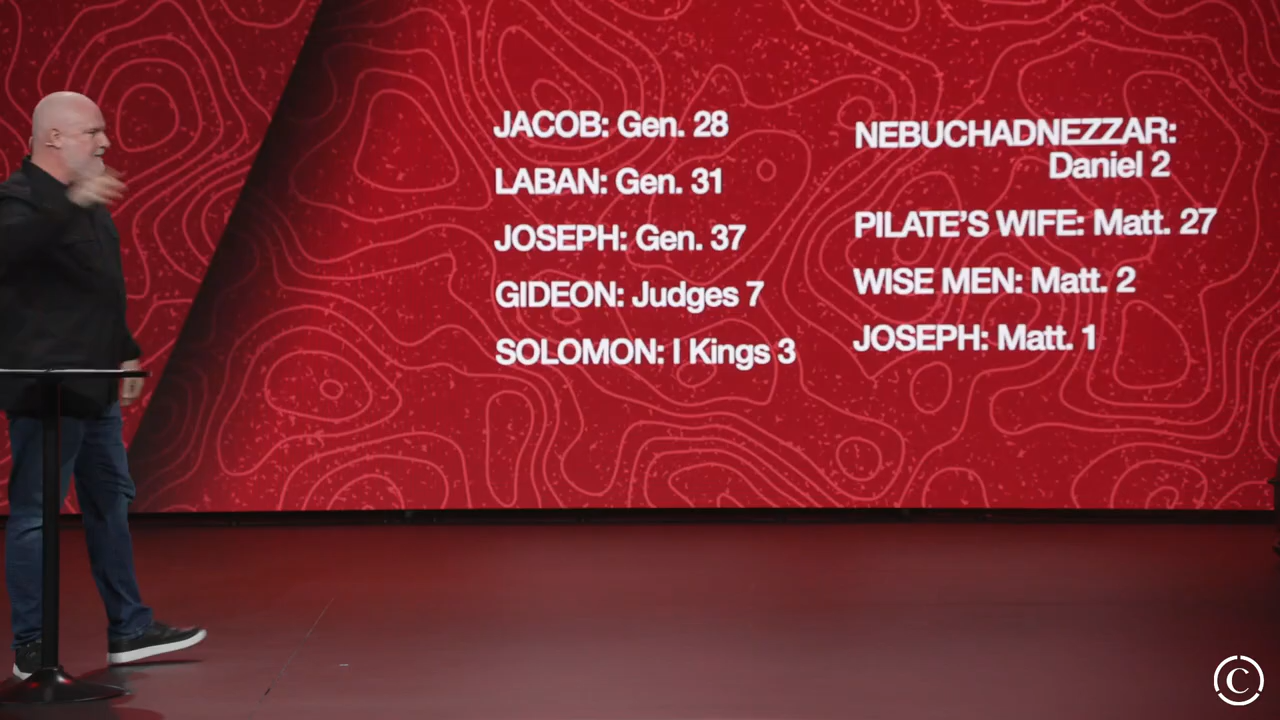 JACOB: Gen. 28
LABAN: Gen. 31
JOSEPH: Gen. 37
GIDEON: Judges 7
SOLOMON: I Kings 3
NEBUCHADNEZZAR:
Daniel 2
PILATE’S WIFE: Matt. 27
WISE MEN: Matt. 2
JOSEPH: Matt. 1
C